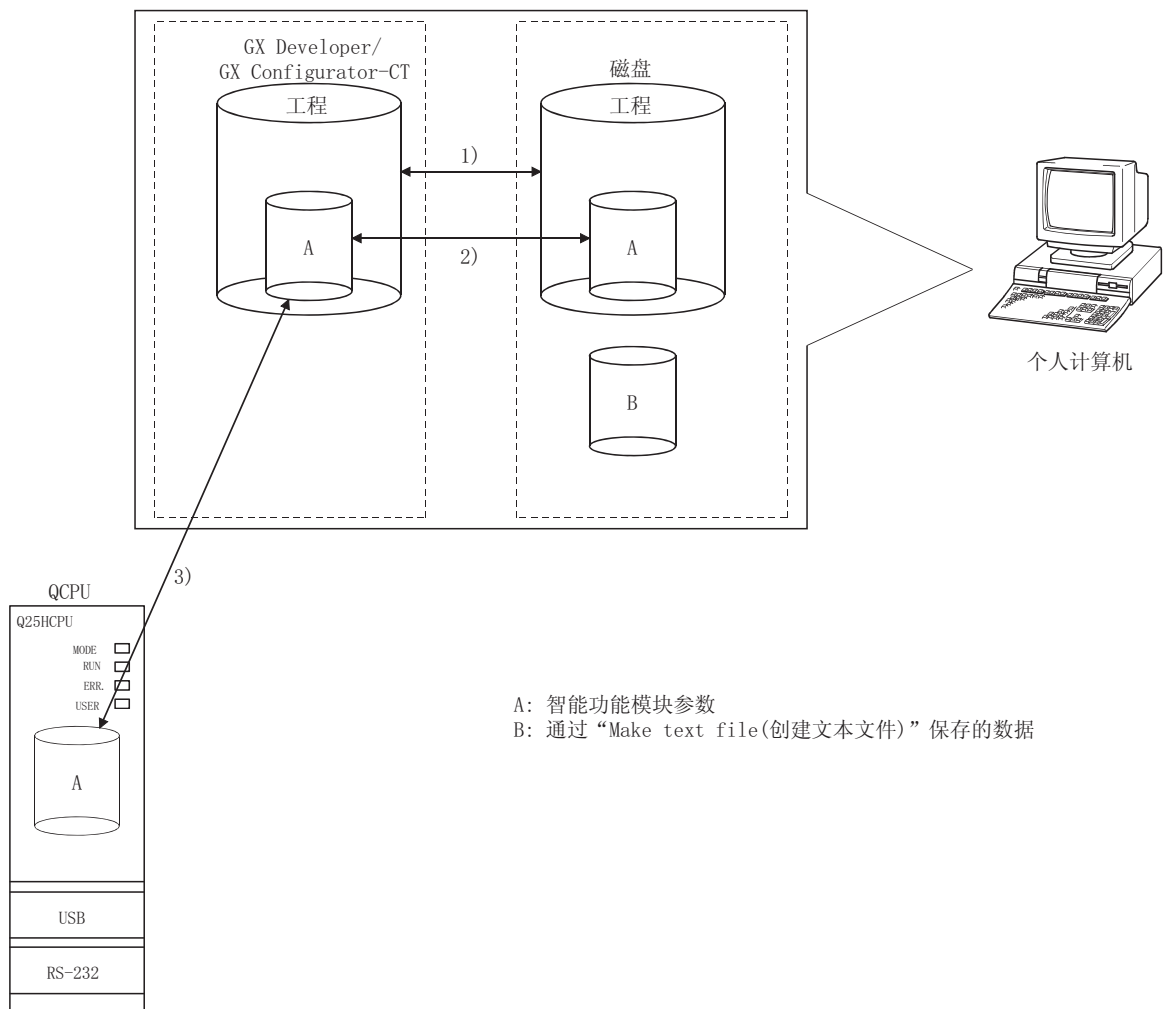 GX Developer/
GX Configurator-CT
工程
磁盘
工程
1)
A
2)
A
B
个人计算机
3)
QCPU
Q25HCPU
MODE
RUN
ERR.
USER
A
USB
RS-232
A: 智能功能模块参数
B: 通过“Make text file(创建文本文件)”保存的数据